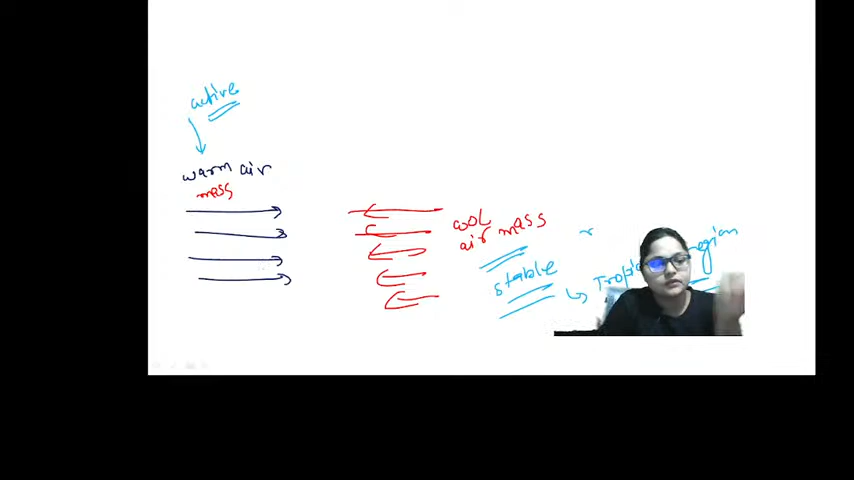 active
warm air
mass
cool
air mass
stable
region